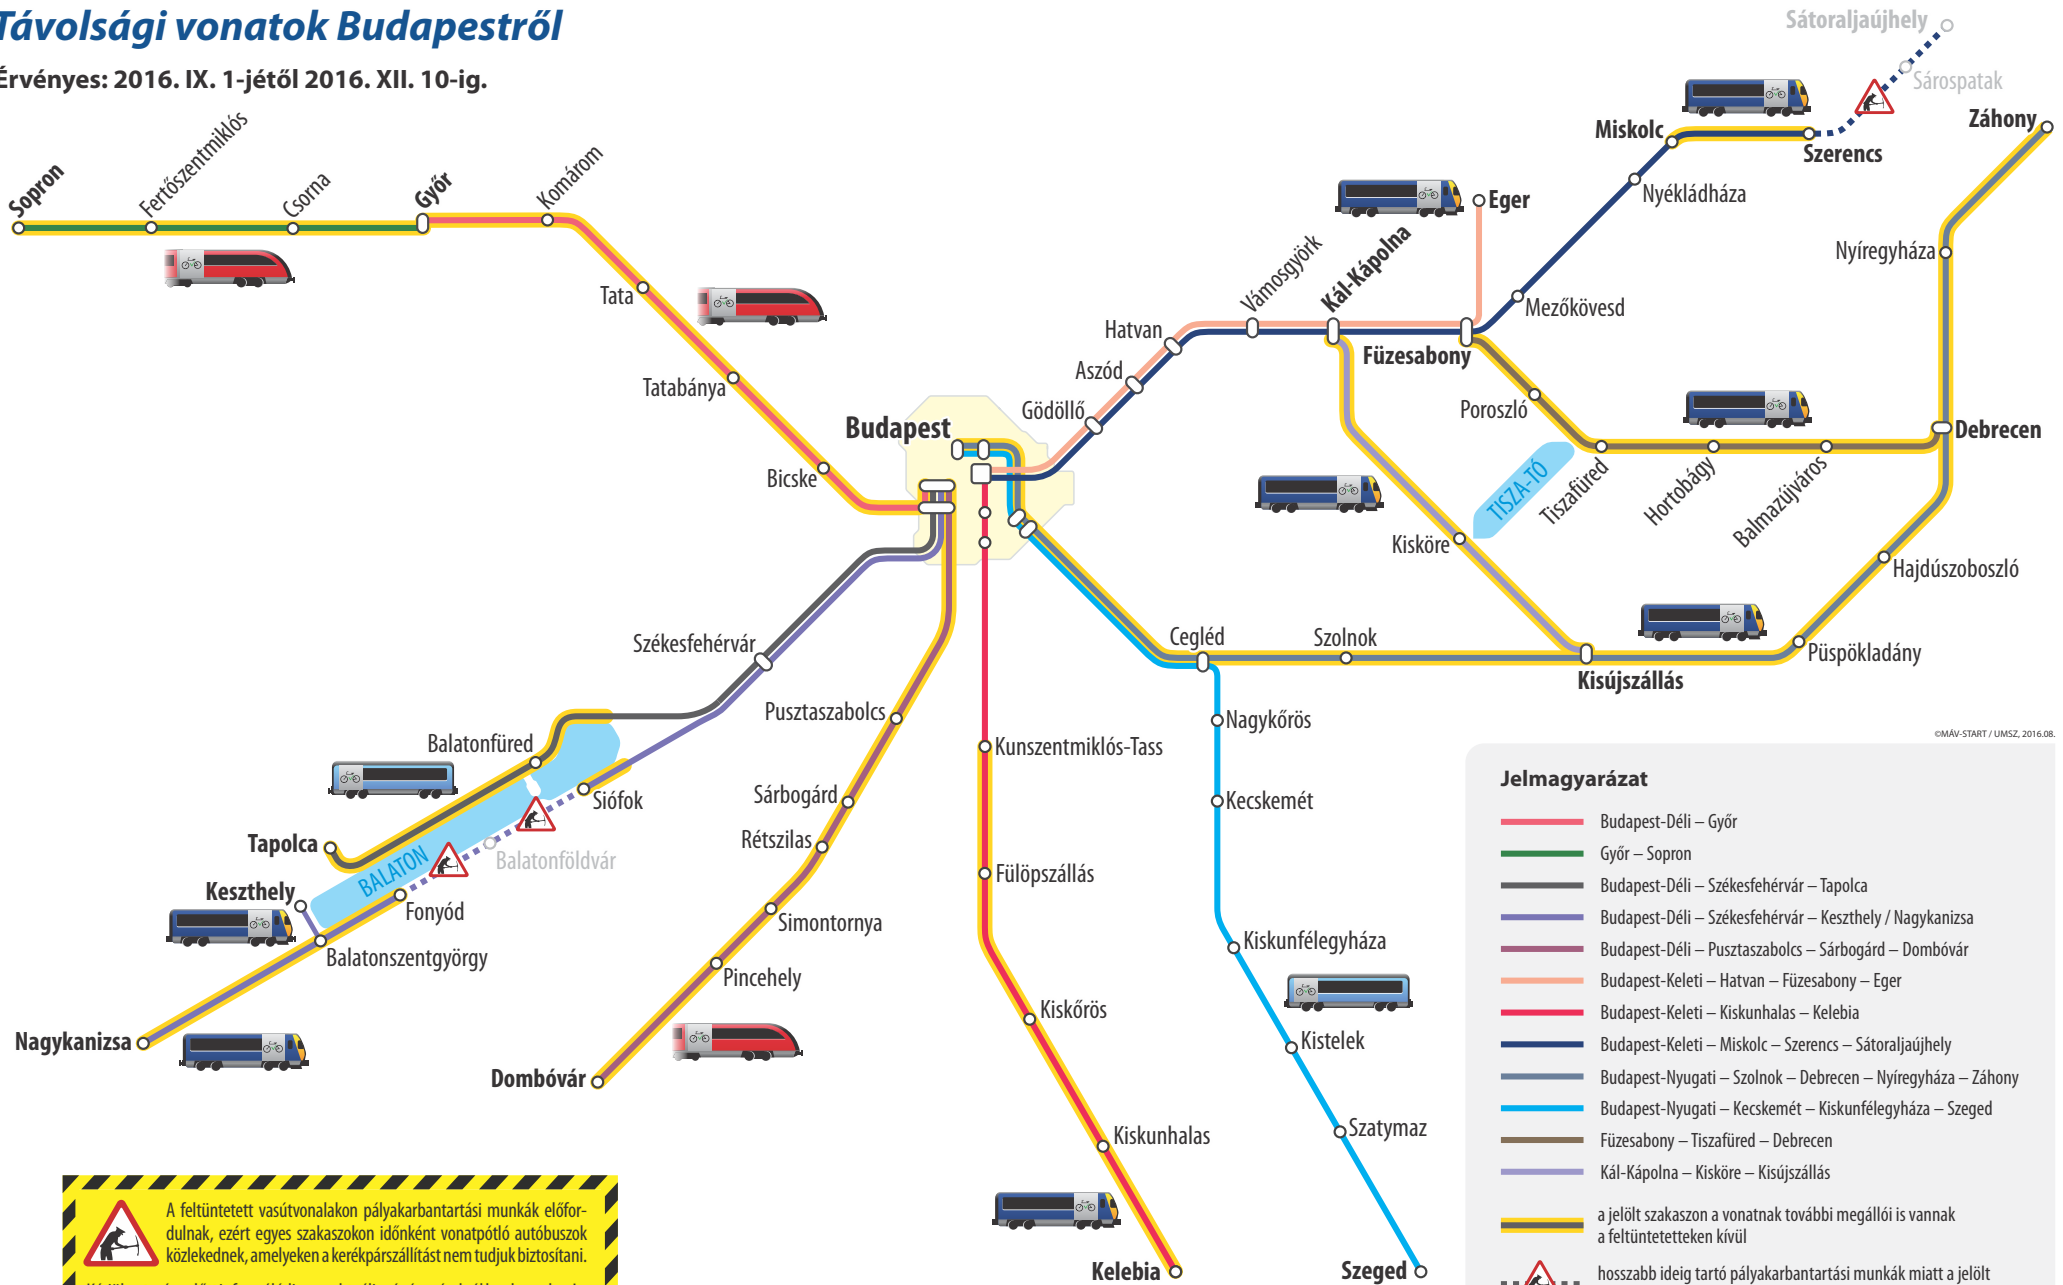 Távolsági vonatok Budapestről
Érvényes: 2016. IX. 1-jétől 2016. XII. 10-ig.
Sopron
Fertőszentmiklós
Csorna
Győr
Komárom
Tata
Tatabánya
Bicske
Budapest
Gödöllő
Aszód
Hatvan
Vámosgyörk
Kál-Kápolna
Füzesabony
Eger
Mezőkövesd
Nyékládháza
Miskolc
Szerencs
Sárospatak
Sátoraljaújhely
Záhony
Nyíregyháza
Debrecen
Poroszló
TISZA-TÓ
Tiszafüred
Hortobágy
Balmazújváros
Kisköre
Hajdúszoboszló
Püspökladány
Kisújszállás
Szolnok
Cegléd
Székesfehérvár
Balatonfüred
Siófok
Tapolca
BALATON
Balatonföldvár
Keszthely
Fonyód
Balatonszentgyörgy
Nagykanizsa
Pusztaszabolcs
Sárbogárd
Rétszilas
Simontornya
Pincehely
Dombóvár
Kunszentmiklós-Tass
Fülöpszállás
Kiskőrös
Kiskunhalas
Kelebia
Nagykőrös
Kecskemét
Kiskunfélegyháza
Kistelek
Szatymaz
Szeged
©MÁV-START / UMSZ, 2016.08.
Jelmagyarázat
Budapest-Déli – Győr
Győr – Sopron
Budapest-Déli – Székesfehérvár – Tapolca
Budapest-Déli – Székesfehérvár – Keszthely / Nagykanizsa
Budapest-Déli – Pusztaszabolcs – Sárbogárd – Dombóvár
Budapest-Keleti – Hatvan – Füzesabony – Eger
Budapest-Keleti – Kiskunhalas – Kelebia
Budapest-Keleti – Miskolc – Szerencs – Sátoraljaújhely
Budapest-Nyugati – Szolnok – Debrecen – Nyíregyháza – Záhony
Budapest-Nyugati – Kecskemét – Kiskunfélegyháza – Szeged
Füzesabony – Tiszafüred – Debrecen
Kál-Kápolna – Kisköre – Kisújszállás
a jelölt szakaszon a vonatnak további megállói is vannak
a feltüntetetteken kívül
hosszabb ideig tartó pályakarbantartási munkák miatt a jelölt
A feltüntetett vasútvonalakon pályakarbantartási munkák előfor-
dulnak, ezért egyes szakaszokon időnként vonatpótló autóbuszok
közlekednek, amelyeken a kerékpárszállítást nem tudjuk biztosítani.